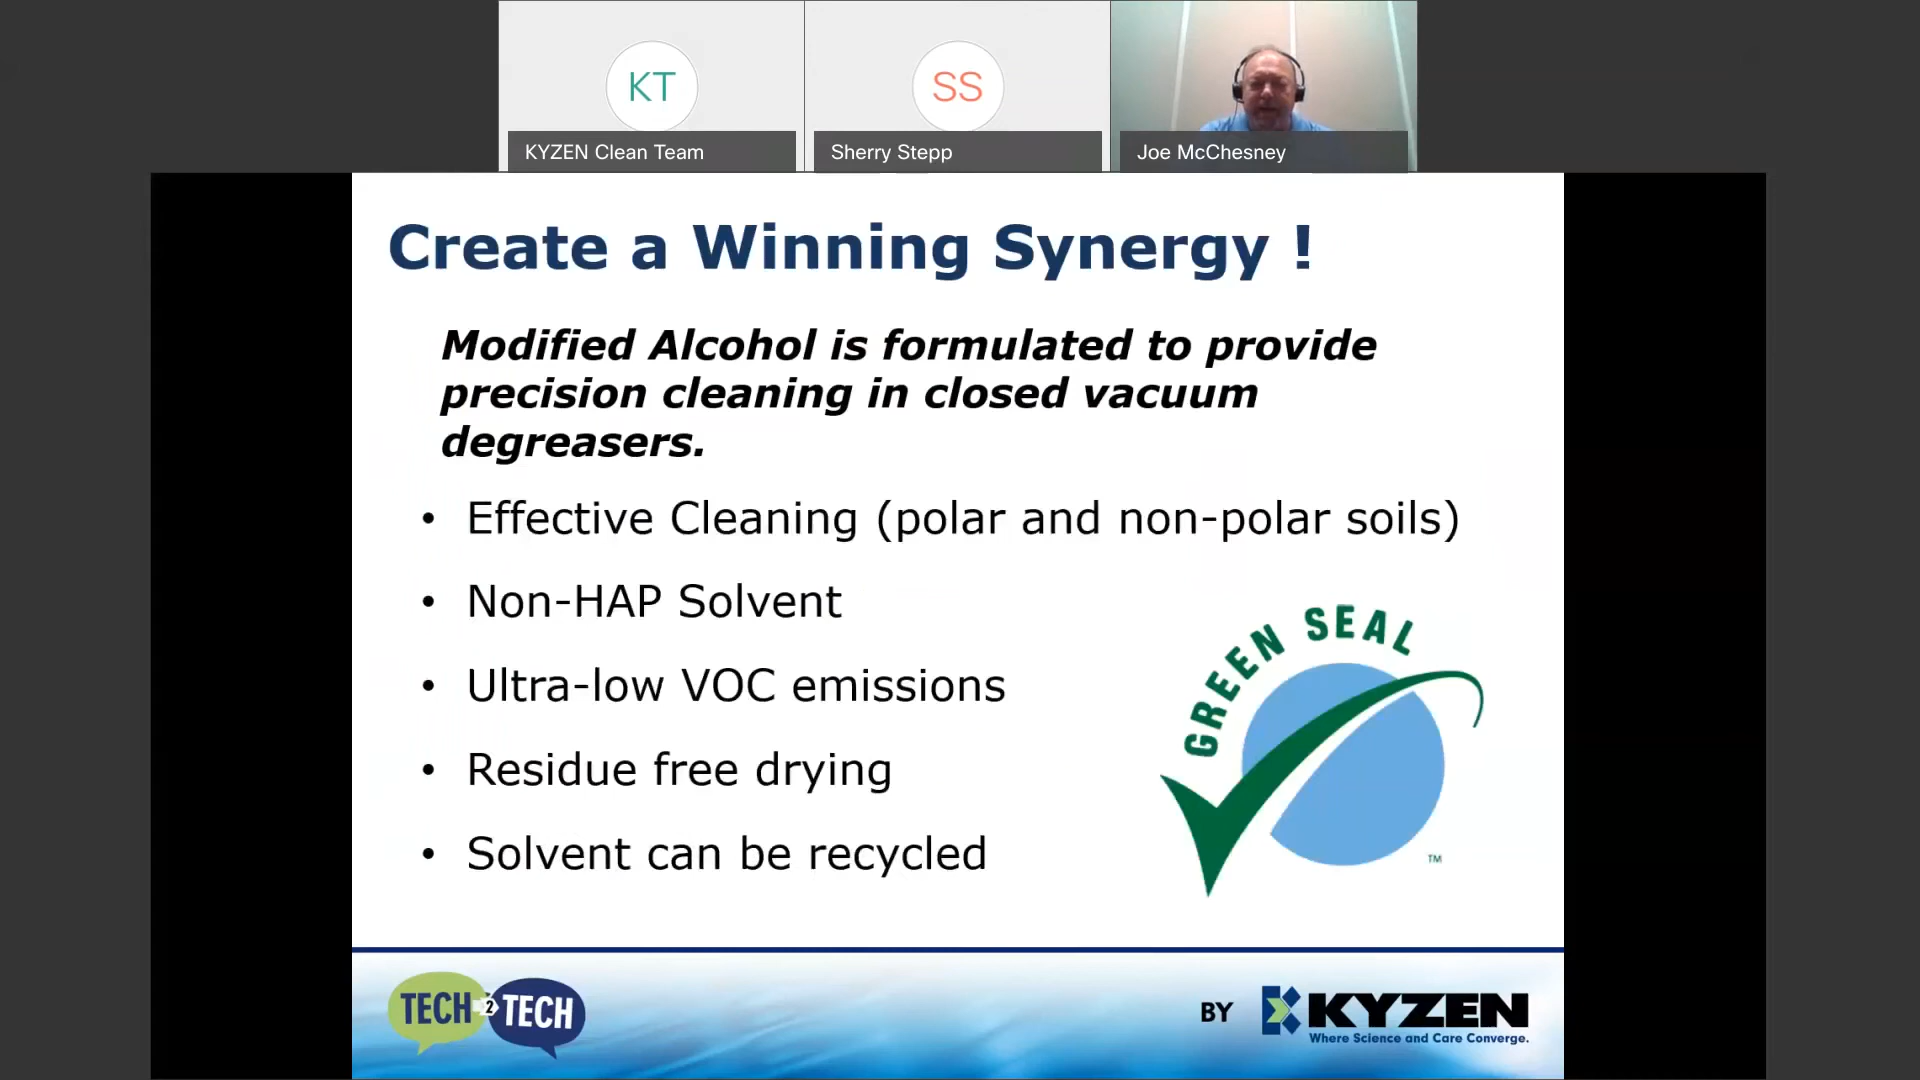 KT
SS
KYZEN Clean Team
Sherry Stepp
Joe McChesney
Create a Winning Synergy !
Modified Alcohol is formulated to provide
precision cleaning in closed vacuum
degreasers.
• Effective Cleaning (polar and non-polar soils)
• Non-HAP Solvent
• Ultra-low VOC emissions
• Residue free drying
• Solvent can be recycled
GREEN SEAL
TM
TECH 2 TECH
BY KYZEN
Where Science and Care Converge.